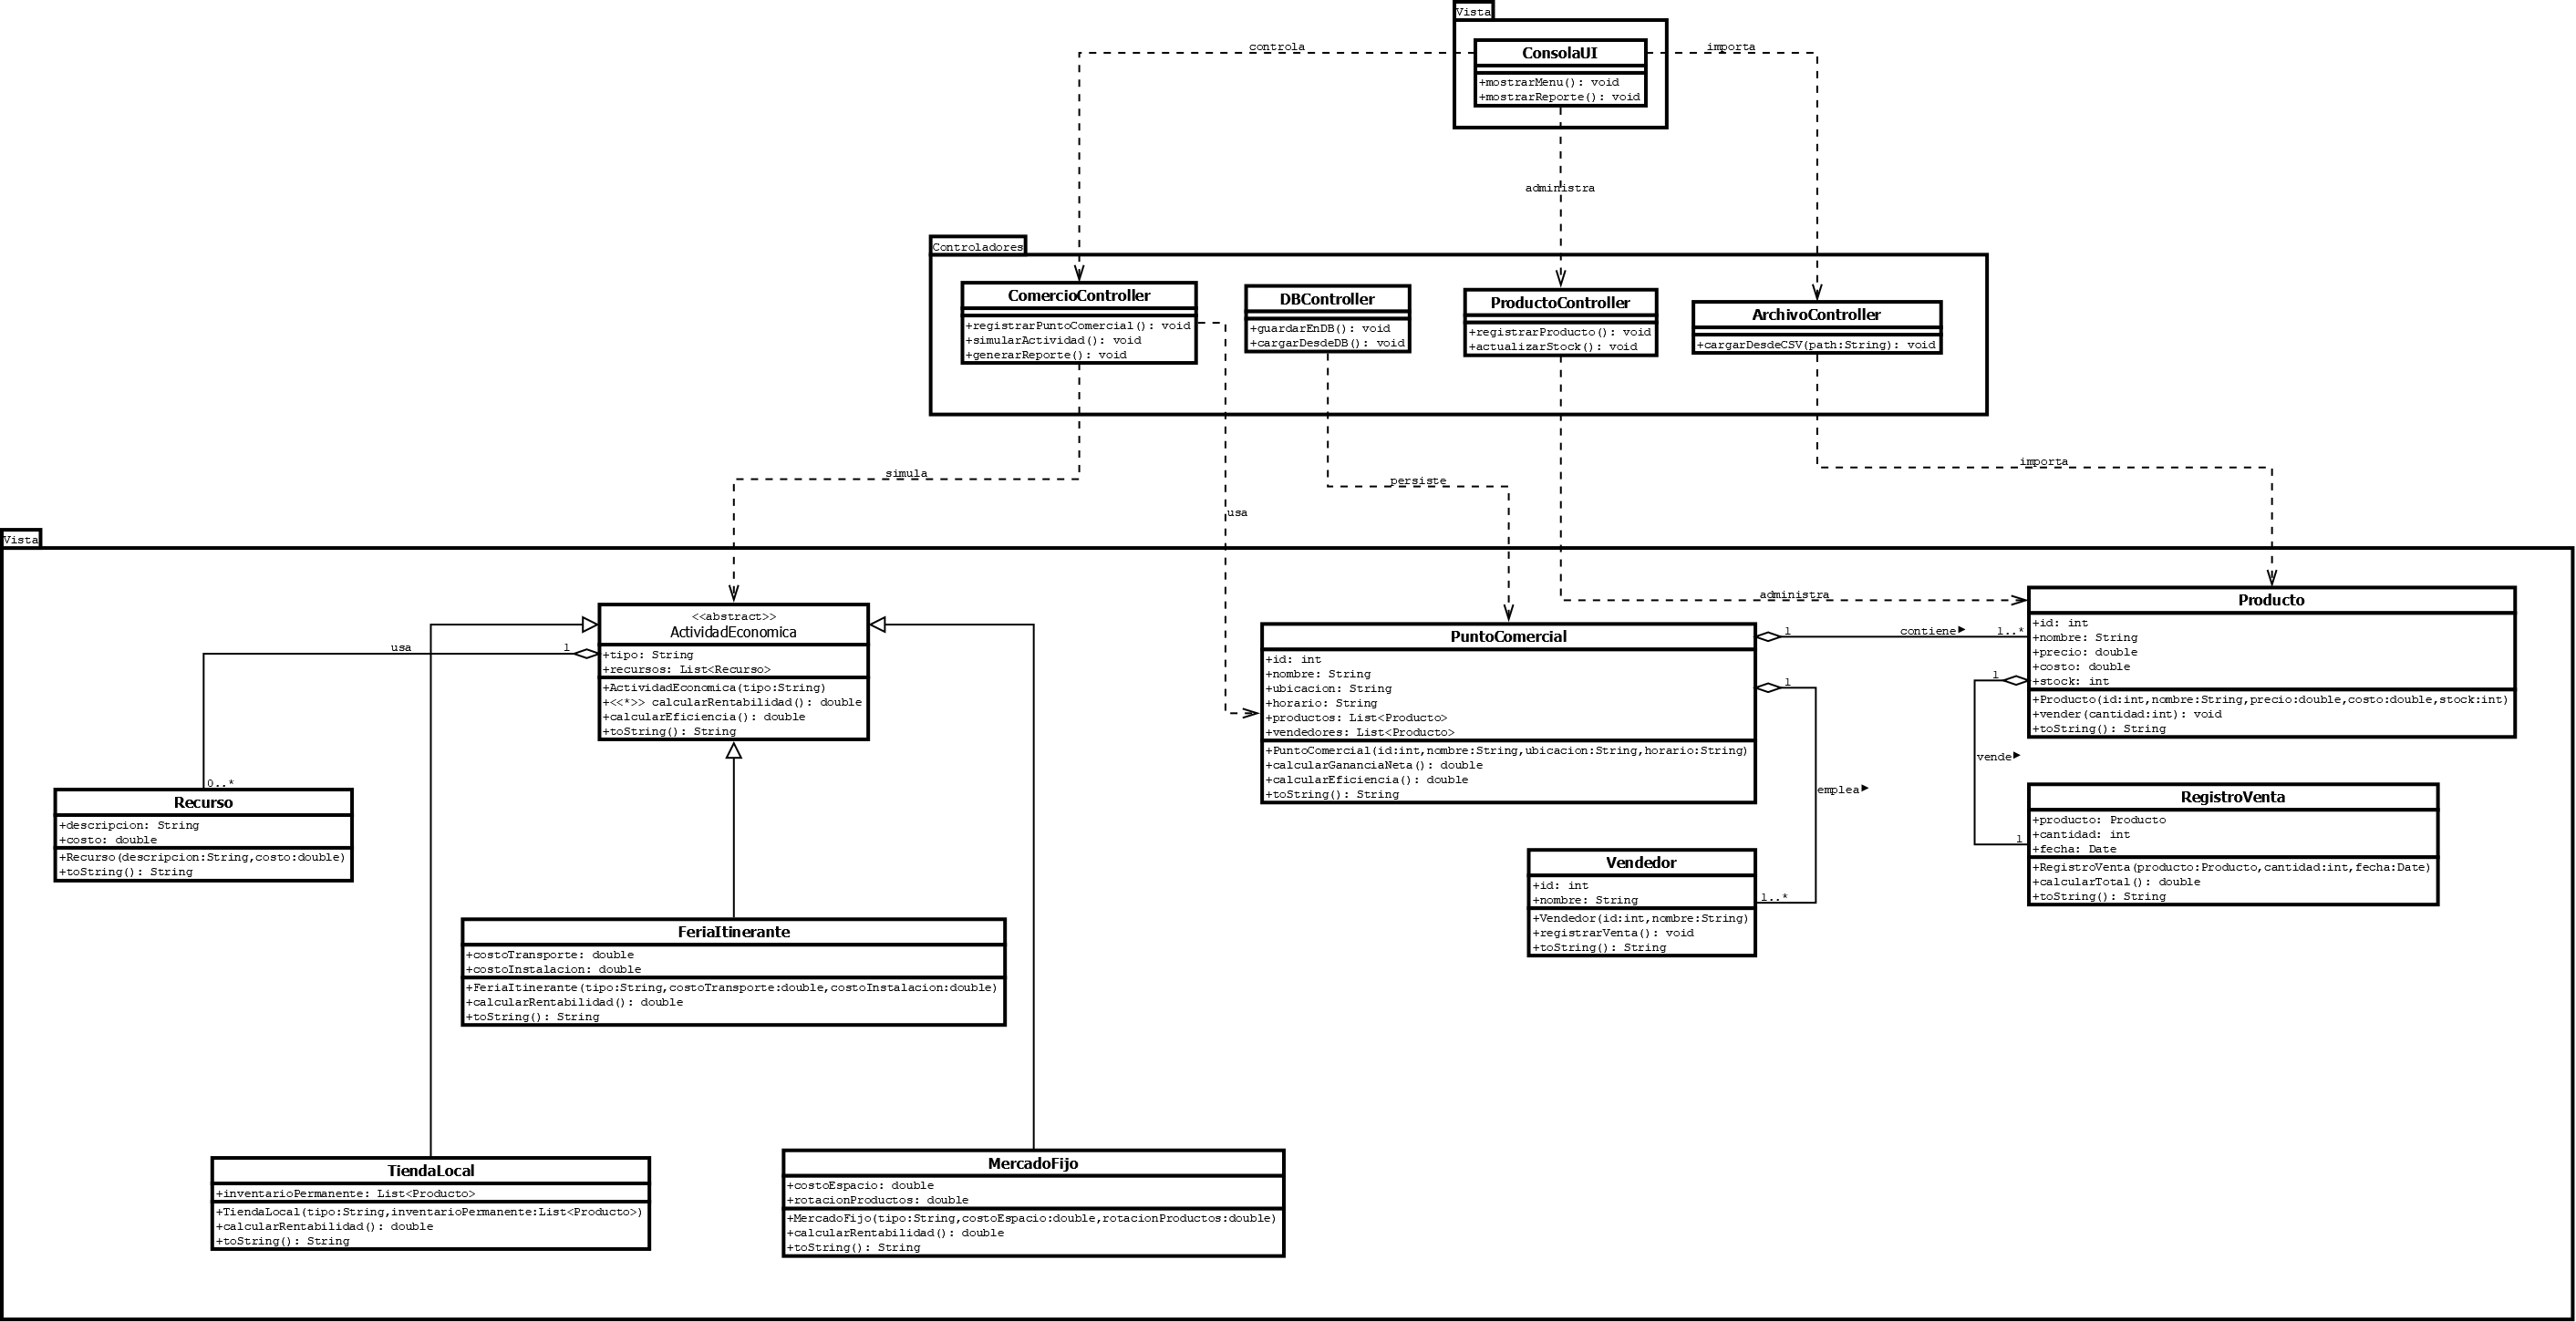 Vista
ConsolaUI
+mostrarMenu(): void
+mostrarReporte(): void
controla
importa
administra
Controladores
ComercioController
+registrarPuntoComercial(): void
+simularActividad(): void
+generarReporte(): void
DBController
+guardarEnDB(): void
+cargarDesdeDB(): void
ProductoController
+registrarProducto(): void
+actualizarStock(): void
ArchivoController
+cargarDesdeCSV(path:String): void
simula
usa
persiste
importa
administra
Vista
<<abstract>>
ActividadEconomica
+tipo: String
+recursos: List<Recurso>
+ActividadEconomica(tipo:String)
+<<*>> calcularRentabilidad(): double
+calcularEficiencia(): double
+toString(): String
usa
1
0..*
Recurso
+descripcion: String
+costo: double
+Recurso(descripcion:String,costo:double)
+toString(): String
PuntoComercial
+id: int
+nombre: String
+ubicacion: String
+horario: String
+productos: List<Producto>
+vendedores: List<Producto>
+PuntoComercial(id:int,nombre:String,ubicacion:String,horario:String)
+calcularGananciaNeta(): double
+calcularEficiencia(): double
+toString(): String
1
contiene
1..*
1
emplea
1..*
Producto
+id: int
+nombre: String
+precio: double
+costo: double
+stock: int
+Producto(id:int,nombre:String,precio:double,costo:double,stock:int)
+vender(cantidad:int): void
+toString(): String
1
vende
1
RegistroVenta
+producto: Producto
+cantidad: int
+fecha: Date
+RegistroVenta(producto:Producto,cantidad:int,fecha:Date)
+calcularTotal(): double
+toString(): String
Vendedor
+id: int
+nombre: String
+Vendedor(id:int,nombre:String)
+registrarVenta(): void
+toString(): String
FeriaItinerante
+costoTransporte: double
+costoInstalacion: double
+FeriaItinerante(tipo:String,costoTransporte:double,costoInstalacion:double)
+calcularRentabilidad(): double
+toString(): String
TiendaLocal
+inventarioPermanente: List<Producto>
+TiendaLocal(tipo:String,inventarioPermanente:List<Producto>)
+calcularRentabilidad(): double
+toString(): String
MercadoFijo
+costoEspacio: double
+rotacionProductos: double
+MercadoFijo(tipo:String,costoEspacio:double,rotacionProductos:double)
+calcularRentabilidad(): double
+toString(): String